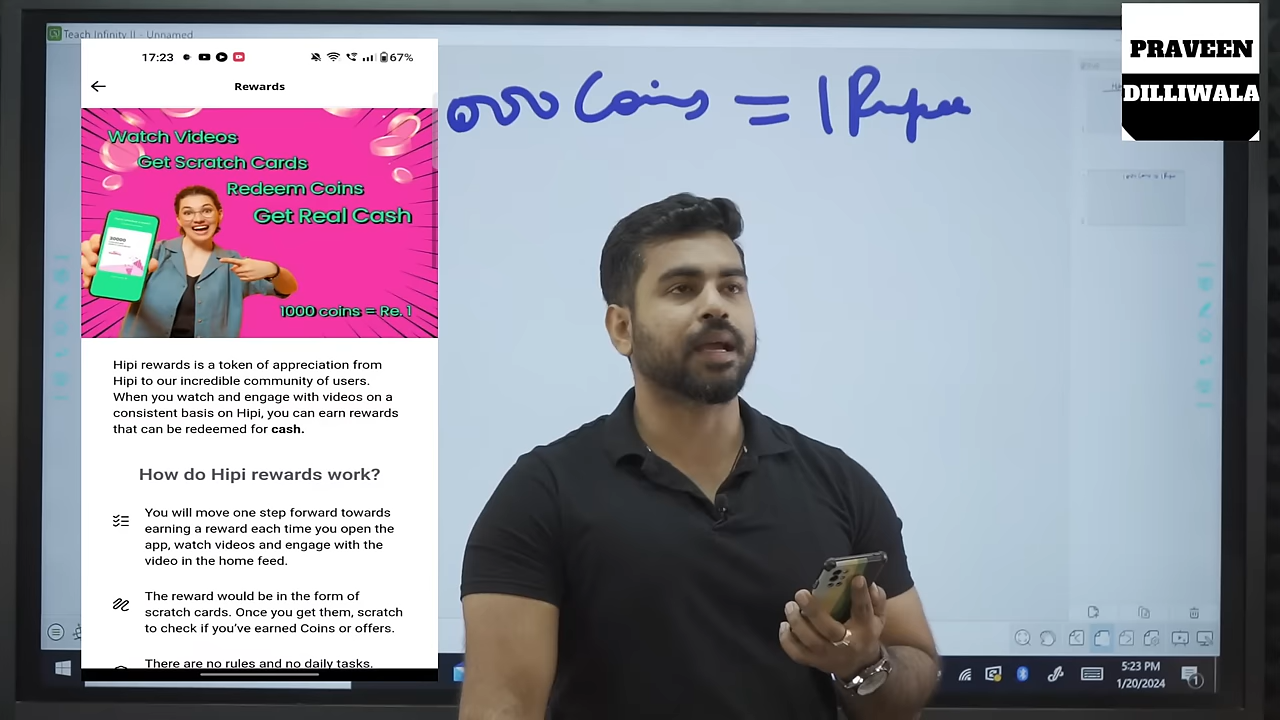 Teach Infinity II - Unnamed
17:23
67%
Rewards
Watch Videos
Get Scratch Cards
Redeem Coins
Get Real Cash
1000 coins = Re. 1
Hipi rewards is a token of appreciation from
Hipi to our incredible community of users.
When you watch and engage with videos on a
consistent basis on Hipi, you can earn rewards
that can be redeemed for cash.
How do Hipi rewards work?
You will move one step forward towards
earning a reward each time you open the
app, watch videos and engage with the
video in the home feed.
The reward would be in the form of
scratch cards. Once you get them, scratch
to check if you've earned Coins or offers.
There are no rules and no daily tasks.
000 Coins = 1 Rupee
PRAVEEN
DILLIWALA
5:23 PM
1/20/2024
1